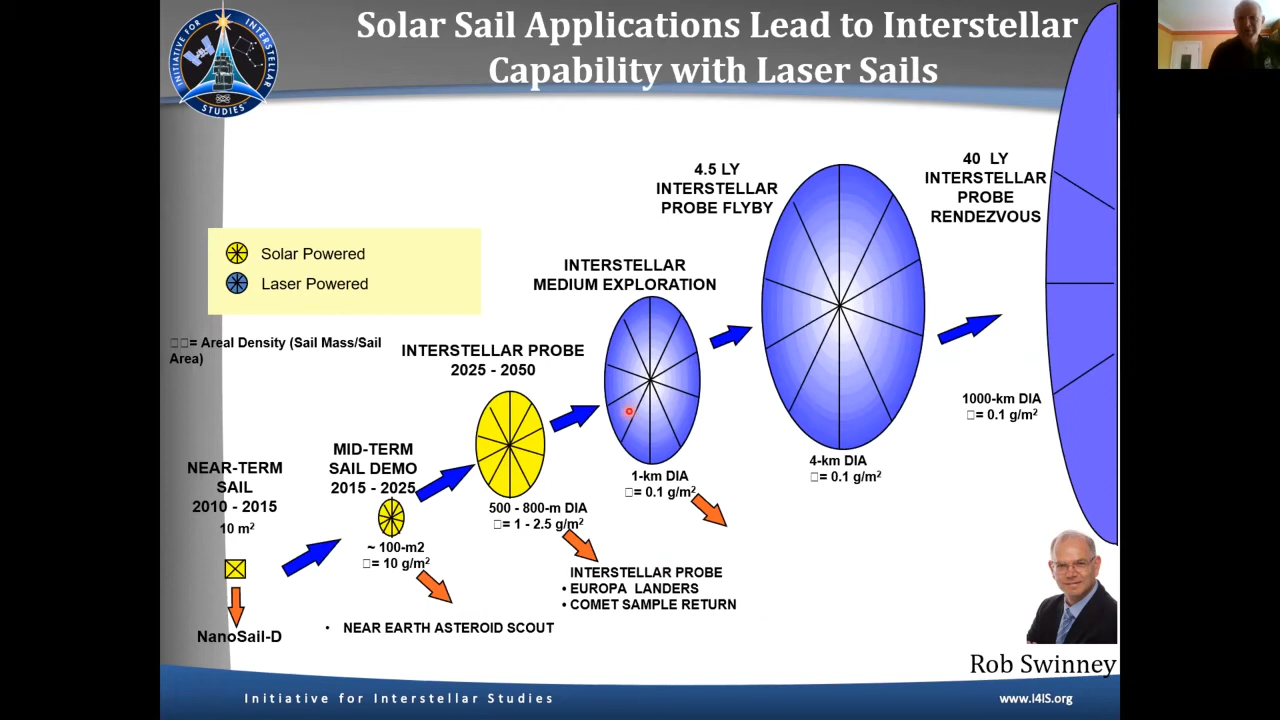 Solar Sail Applications Lead to Interstellar
Capability with Laser Sails
INITIATIVE FOR INTERSTELLAR STUDIES
Solar Powered
Laser Powered
□□= Areal Density (Sail Mass/Sail
Area)
NEAR-TERM
SAIL
2010 - 2015
10 m²
NanoSail-D
MID-TERM
SAIL DEMO
2015 - 2025
~ 100-m2
□= 10 g/m²
• NEAR EARTH ASTEROID SCOUT
INTERSTELLAR PROBE
2025 - 2050
500 - 800-m DIA
□= 1 - 2.5 g/m²
INTERSTELLAR PROBE
• EUROPA LANDERS
• COMET SAMPLE RETURN
INTERSTELLAR
MEDIUM EXPLORATION
1-km DIA
□= 0.1 g/m²
4.5 LY
INTERSTELLAR
PROBE FLYBY
4-km DIA
□= 0.1 g/m²
40 LY
INTERSTELLAR
PROBE
RENDEZVOUS
1000-km DIA
□= 0.1 g/m²
Rob Swinney
Initiative for Interstellar Studies
www.I4IS.org